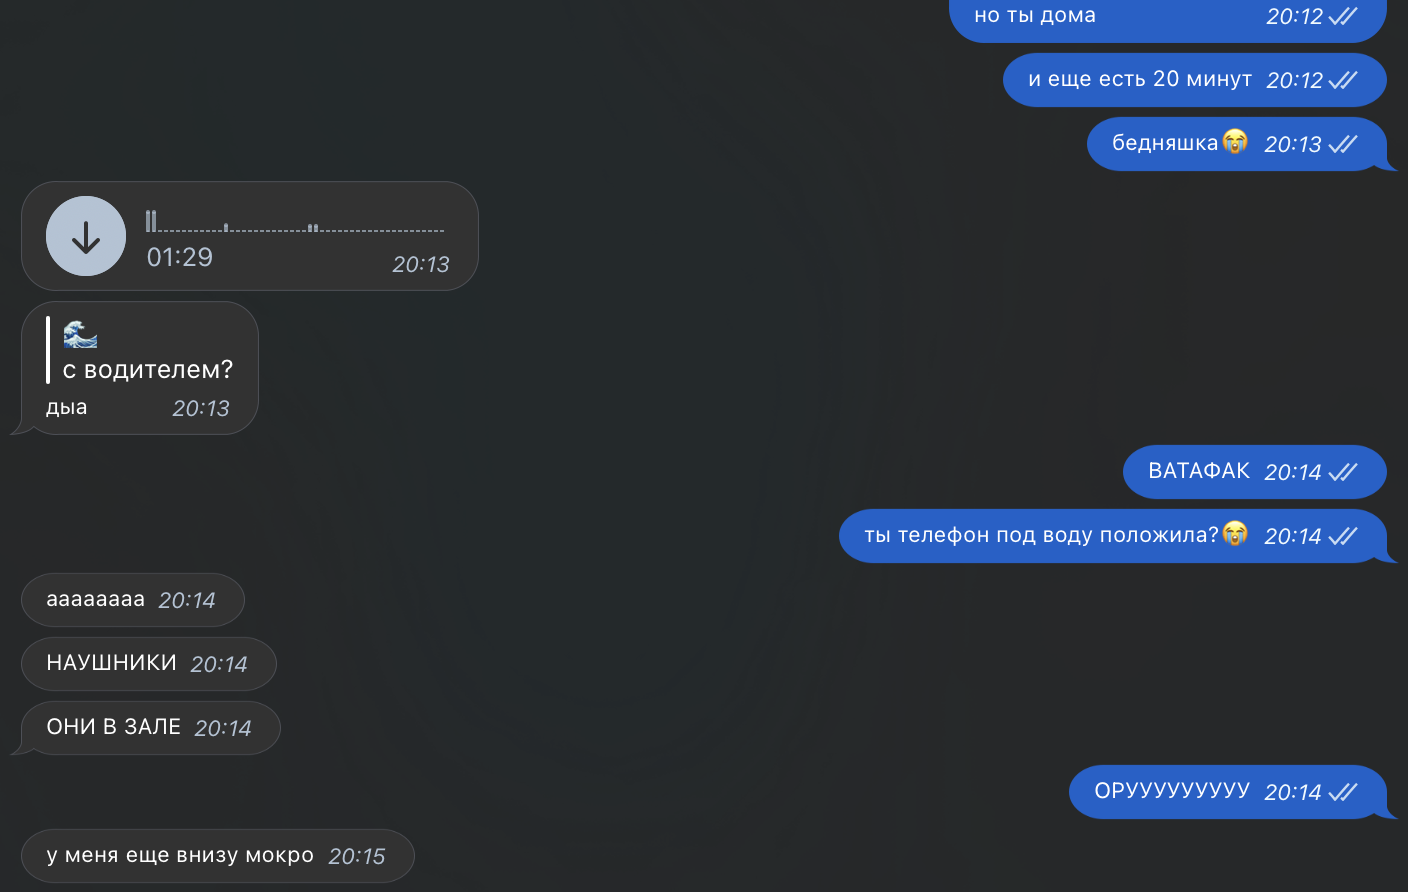 но ты дома 20:12
и еще есть 20 минут 20:12
бедняшка😭 20:13
01:29 20:13
🌊
с водителем?
дыа 20:13
ВАТАФАК 20:14
ты телефон под воду положила?😭 20:14
аааааааа 20:14
НАУШНИКИ 20:14
ОНИ В ЗАЛЕ 20:14
ОРУУУУУУУУУ 20:14
у меня еще внизу мокро 20:15